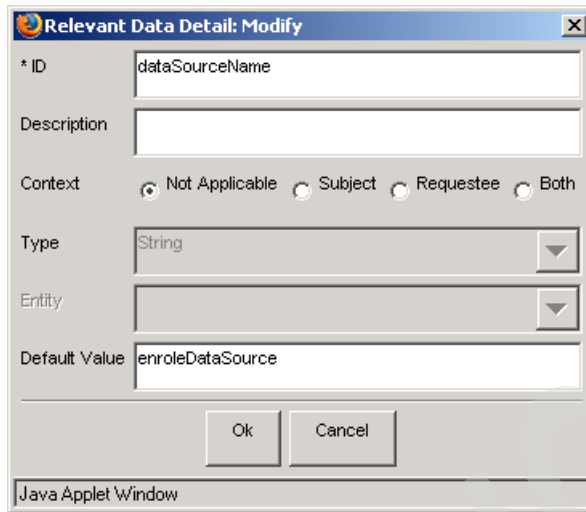 Relevant Data Detail: Modify
* ID
dataSourceName
Description
Context
Not Applicable Subject Requestee Both
Type
String
Entity
Default Value
enroleDataSource
Ok Cancel
Java Applet Window